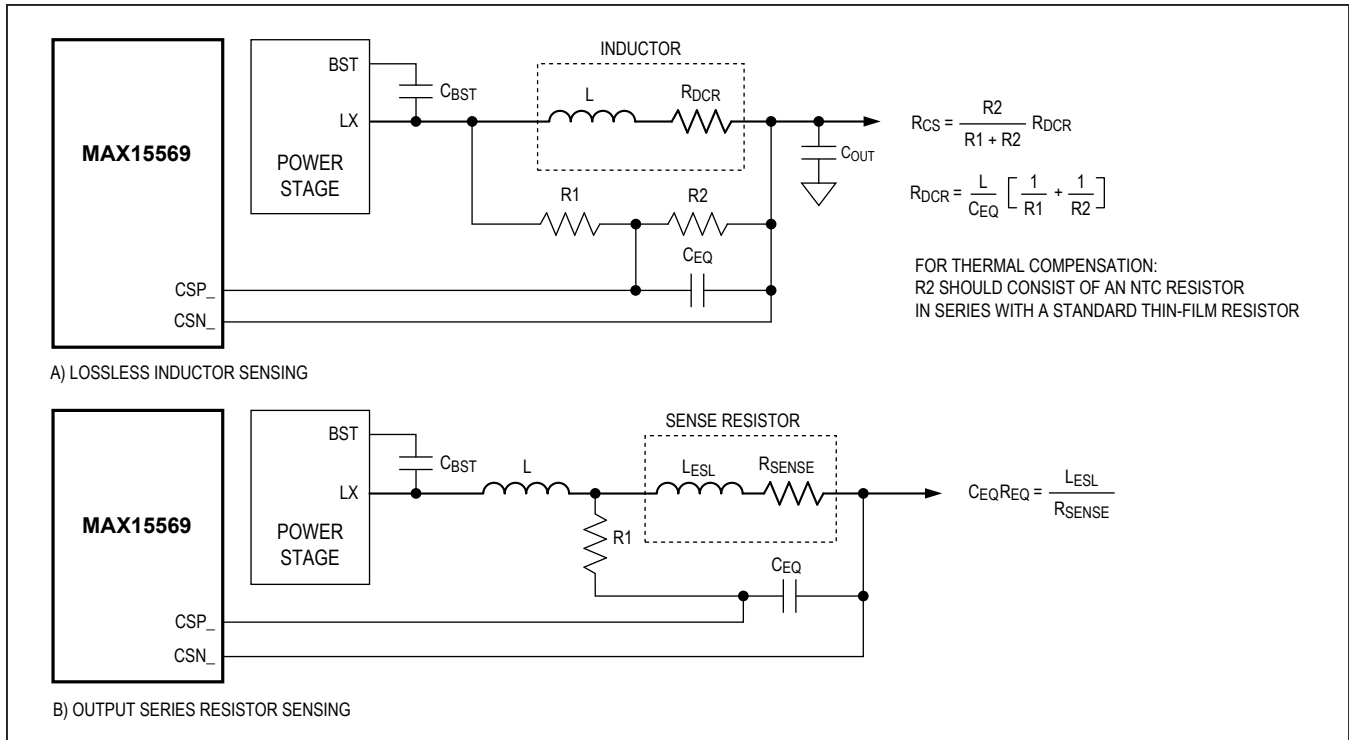 INDUCTOR
BST
CBST
L
RDCR
LX
MAX15569
POWER
STAGE
COUT
RCS = R2 / (R1 + R2) RDCR
RDCR = L / CEQ [ 1 / R1 + 1 / R2 ]
R1
R2
CEQ
FOR THERMAL COMPENSATION:
R2 SHOULD CONSIST OF AN NTC RESISTOR
IN SERIES WITH A STANDARD THIN-FILM RESISTOR
CSP_
CSN_
A) LOSSLESS INDUCTOR SENSING
SENSE RESISTOR
BST
CBST
L
LESL
RSENSE
LX
MAX15569
POWER
STAGE
CEQREQ = LESL / RSENSE
R1
CEQ
CSP_
CSN_
B) OUTPUT SERIES RESISTOR SENSING